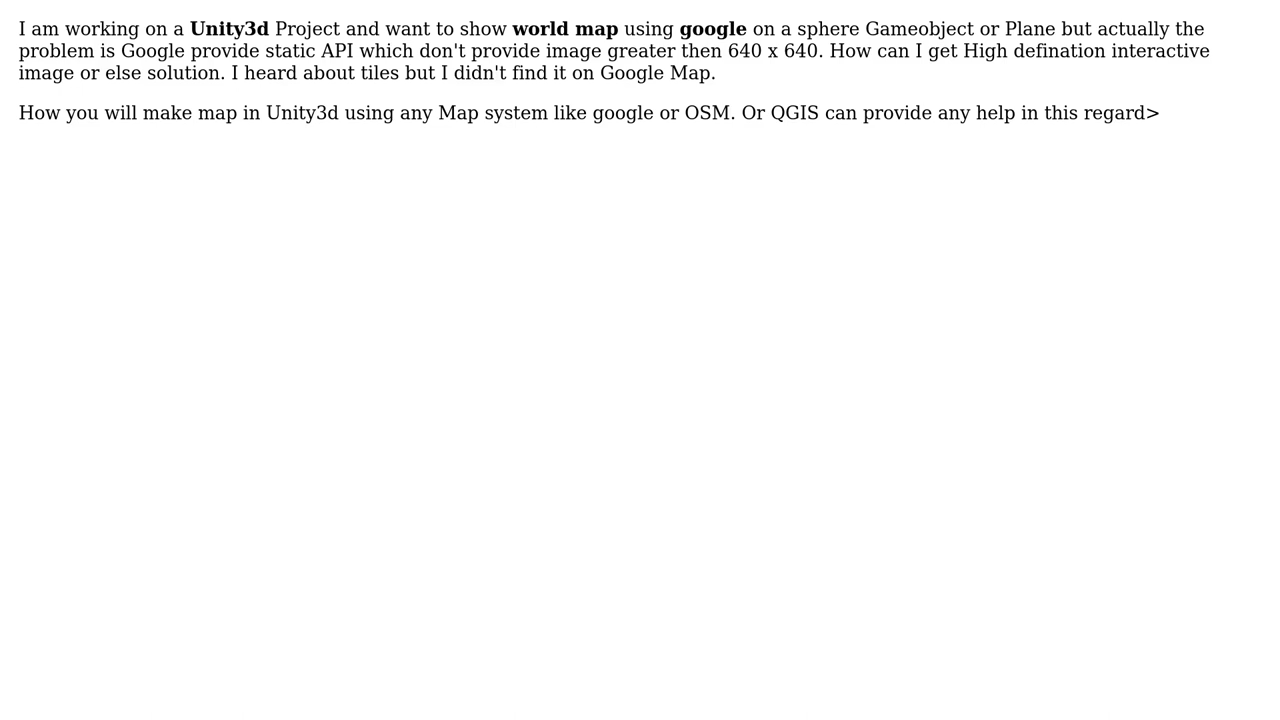 I am working on a Unity3d Project and want to show world map using google on a sphere Gameobject or Plane but actually the
problem is Google provide static API which don't provide image greater then 640 x 640. How can I get High defination interactive
image or else solution. I heard about tiles but I didn't find it on Google Map.
How you will make map in Unity3d using any Map system like google or OSM. Or QGIS can provide any help in this regard>